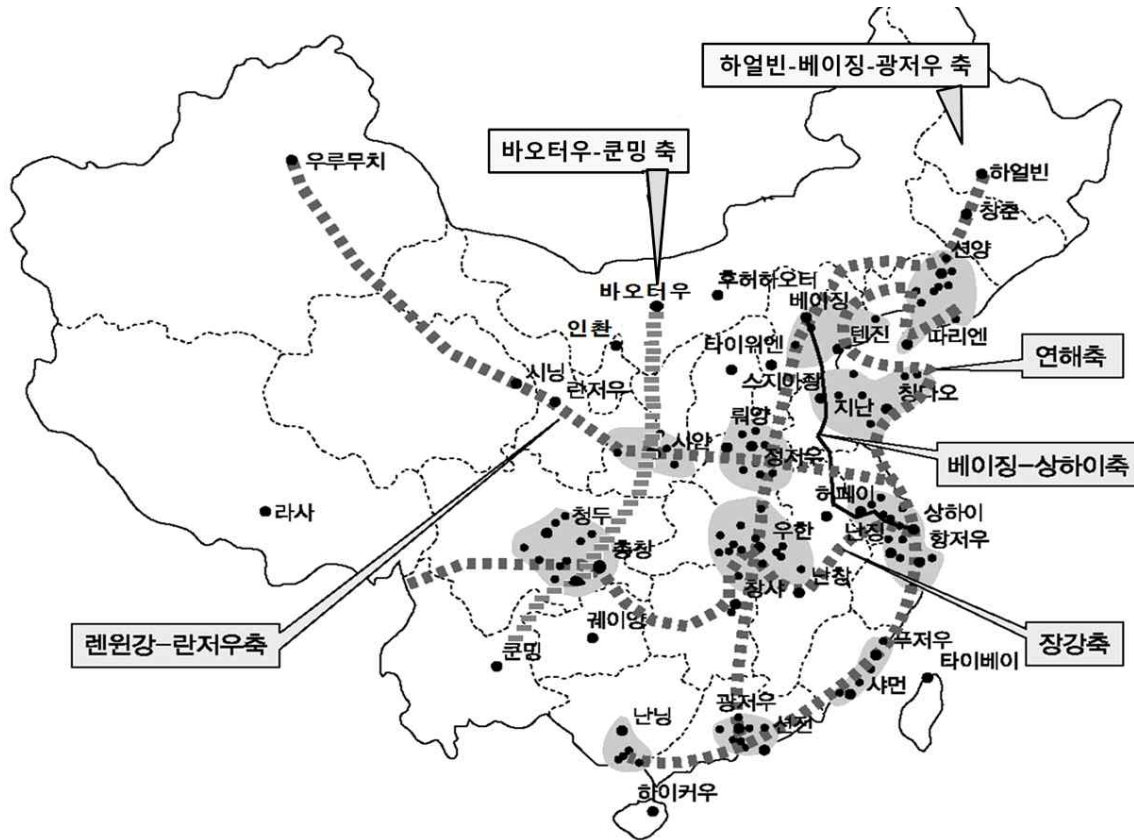 하얼빈-베이징-광저우 축
바오터우-쿤밍 축
우루무치
하얼빈
창춘
션양
바오터우
후허하오터
베이징
톈진
따리엔
인촨
타이위엔
연해축
스지아좡
시닝
란저우
지난
칭다오
뤄양
시안
정저우
베이징-상하이축
라사
청두
허페이
상하이
우한
난징
항저우
충칭
난창
창사
렌윈강-란저우축
궤이양
쿤밍
장강축
푸저우
타이베이
샤먼
난닝
광저우
션전
하이커우